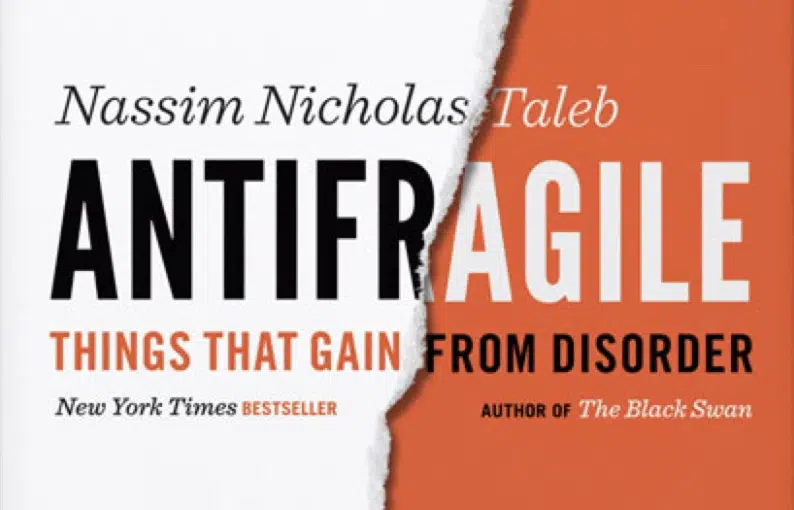 Nassim Nicholas Taleb
ANTIFRAGILE
THINGS THAT GAIN FROM DISORDER
New York Times BESTSELLER
AUTHOR OF The Black Swan